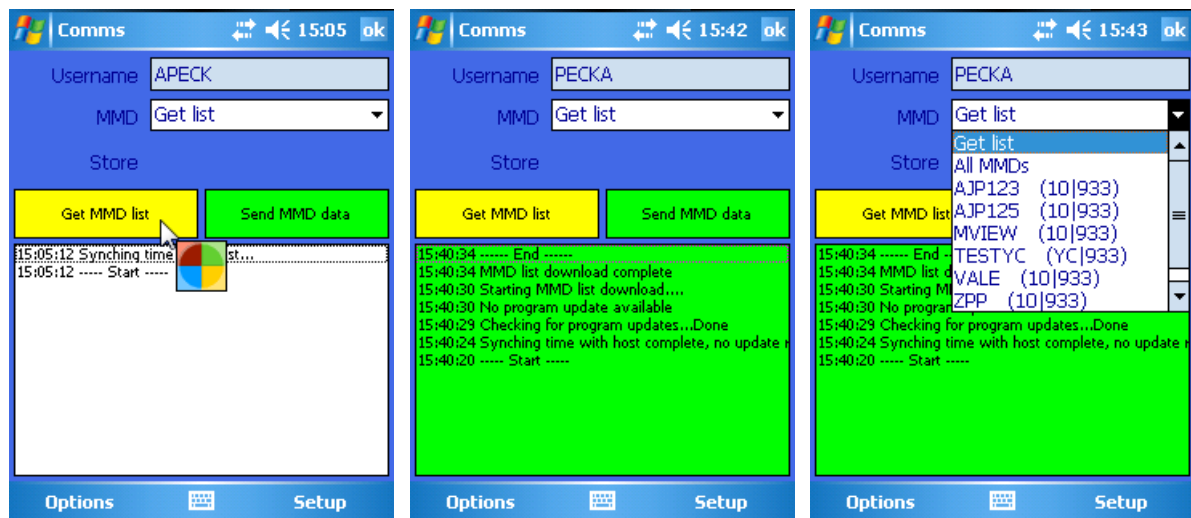 Comms 15:05 ok
Username APECK
MMD Get list
Store
Get MMD list Send MMD data
15:05:12 Synching time st...
15:05:12 ----- Start -----
Options Setup
Comms 15:42 ok
Username PECKA
MMD Get list
Store
Get MMD list Send MMD data
15:40:34 ------ End ------
15:40:34 MMD list download complete
15:40:30 Starting MMD list download....
15:40:30 No program update available
15:40:29 Checking for program updates...Done
15:40:24 Synching time with host complete, no update
15:40:20 ----- Start -----
Options Setup
Comms 15:43 ok
Username PECKA
MMD Get list
Store
Get list
All MMDs
AJP123 (10|933)
AJP125 (10|933)
MVIEW (10|933)
TESTYC (YC|933)
VALE (10|933)
ZPP (10|933)
Get MMD list
15:40:34 ------ End -
15:40:34 MMD list d
15:40:30 Starting M
15:40:30 No program
15:40:29 Checking for program updates...Done
15:40:24 Synching time with host complete, no update
15:40:20 ----- Start -----
Options Setup